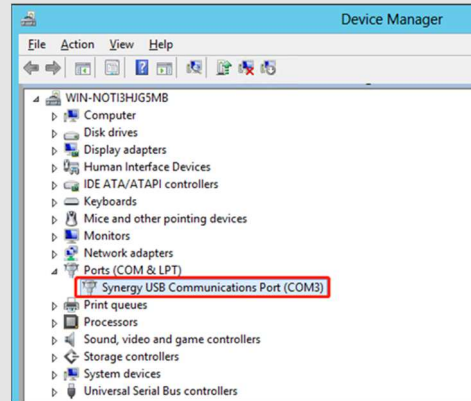 Device Manager
File Action View Help
WIN-NOTI3HJG5MB
Computer
Disk drives
Display adapters
Human Interface Devices
IDE ATA/ATAPI controllers
Keyboards
Mice and other pointing devices
Monitors
Network adapters
Ports (COM & LPT)
Synergy USB Communications Port (COM3)
Print queues
Processors
Sound, video and game controllers
Storage controllers
System devices
Universal Serial Bus controllers